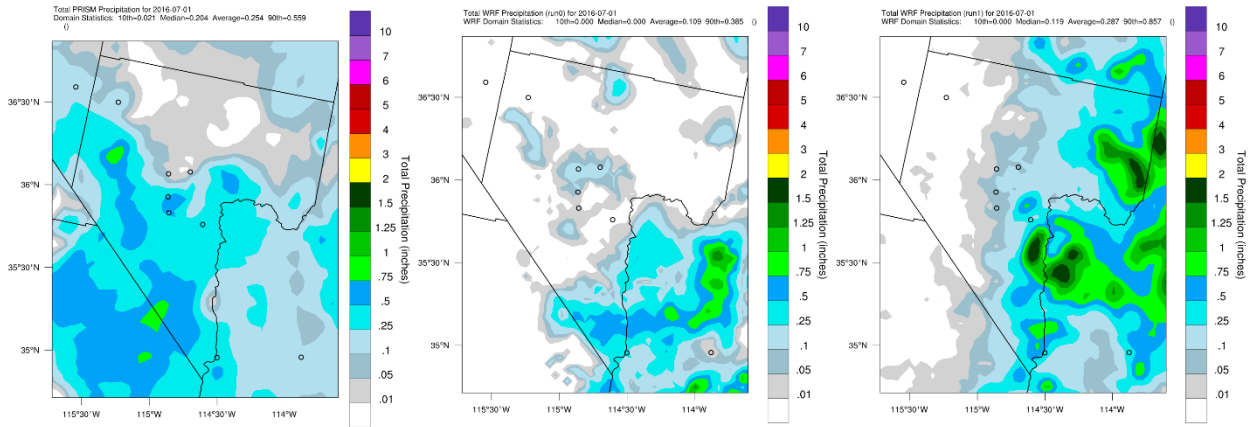 Total PRISM Precipitation for 2016-07-01
Domain Statistics: 10th=0.021 Median=0.204 Average=0.254 90th=0.559
()
36°30'N
36°N
35°30'N
35°N
115°30'W
115°W
114°30'W
114°W
10
7
6
5
4
3
2
1.5
1.25
1
.75
.5
.25
.1
.05
.01
Total Precipitation (inches)
Total WRF Precipitation (run0) for 2016-07-01
WRF Domain Statistics: 10th=0.000 Median=0.000 Average=0.109 90th=0.385 ()
36°30'N
36°N
35°30'N
35°N
115°30'W
115°W
114°30'W
114°W
10
7
6
5
4
3
2
1.5
1.25
1
.75
.5
.25
.1
.05
.01
Total Precipitation (inches)
Total WRF Precipitation (run1) for 2016-07-01
WRF Domain Statistics: 10th=0.000 Median=0.119 Average=0.287 90th=0.857 ()
36°30'N
36°N
35°30'N
35°N
115°30'W
115°W
114°30'W
114°W
10
7
6
5
4
3
2
1.5
1.25
1
.75
.5
.25
.1
.05
.01
Total Precipitation (inches)